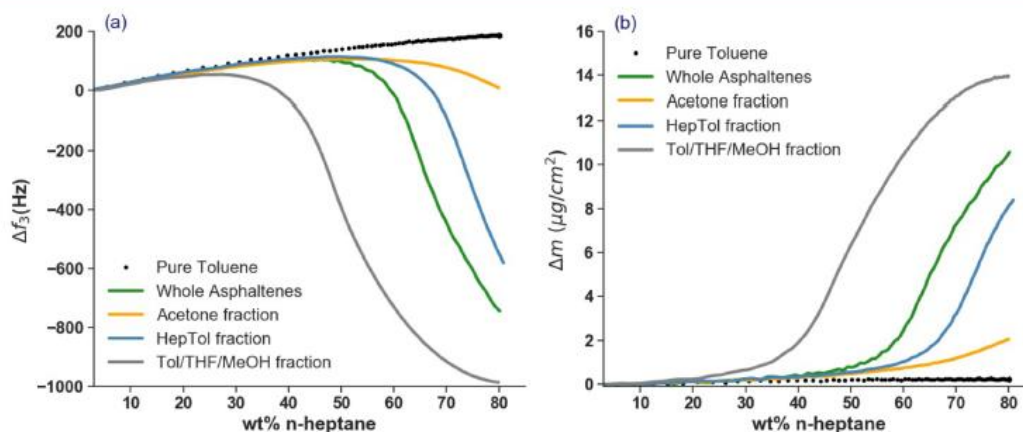 (a)
200
0
−200
−400
−600
−800
−1000
Δf₃(Hz)
Pure Toluene
Whole Asphaltenes
Acetone fraction
HepTol fraction
Tol/THF/MeOH fraction
10 20 30 40 50 60 70 80
wt% n-heptane
(b)
16
14
12
10
8
6
4
2
0
Δm (μg/cm²)
Pure Toluene
Whole Asphaltenes
Acetone fraction
HepTol fraction
Tol/THF/MeOH fraction
10 20 30 40 50 60 70 80
wt% n-heptane